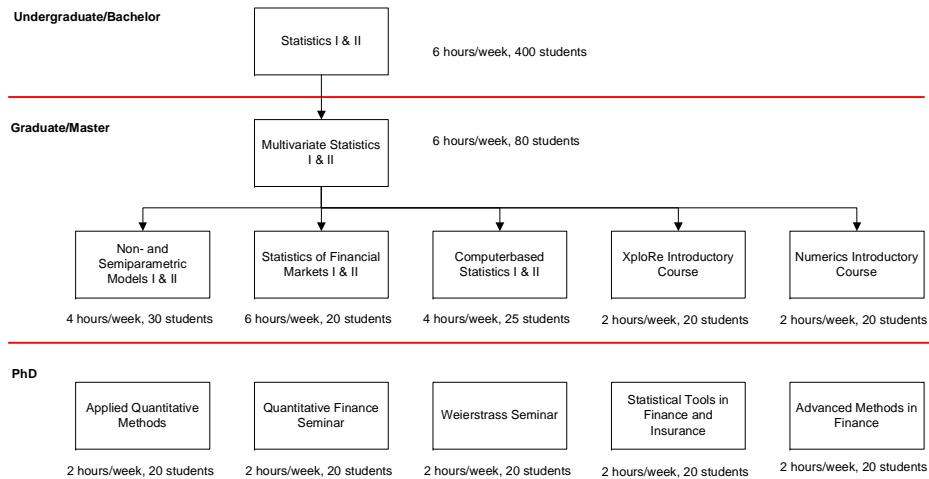 Undergraduate/Bachelor
Statistics I & II
6 hours/week, 400 students
Graduate/Master
Multivariate Statistics
I & II
6 hours/week, 80 students
Non- and
Semiparametric
Models I & II
4 hours/week, 30 students
Statistics of Financial
Markets I & II
6 hours/week, 20 students
Computerbased
Statistics I & II
4 hours/week, 25 students
XploRe Introductory
Course
2 hours/week, 20 students
Numerics Introductory
Course
2 hours/week, 20 students
PhD
Applied Quantitative
Methods
2 hours/week, 20 students
Quantitative Finance
Seminar
2 hours/week, 20 students
Weierstrass Seminar
2 hours/week, 20 students
Statistical Tools in
Finance and
Insurance
2 hours/week, 20 students
Advanced Methods in
Finance
2 hours/week, 20 students